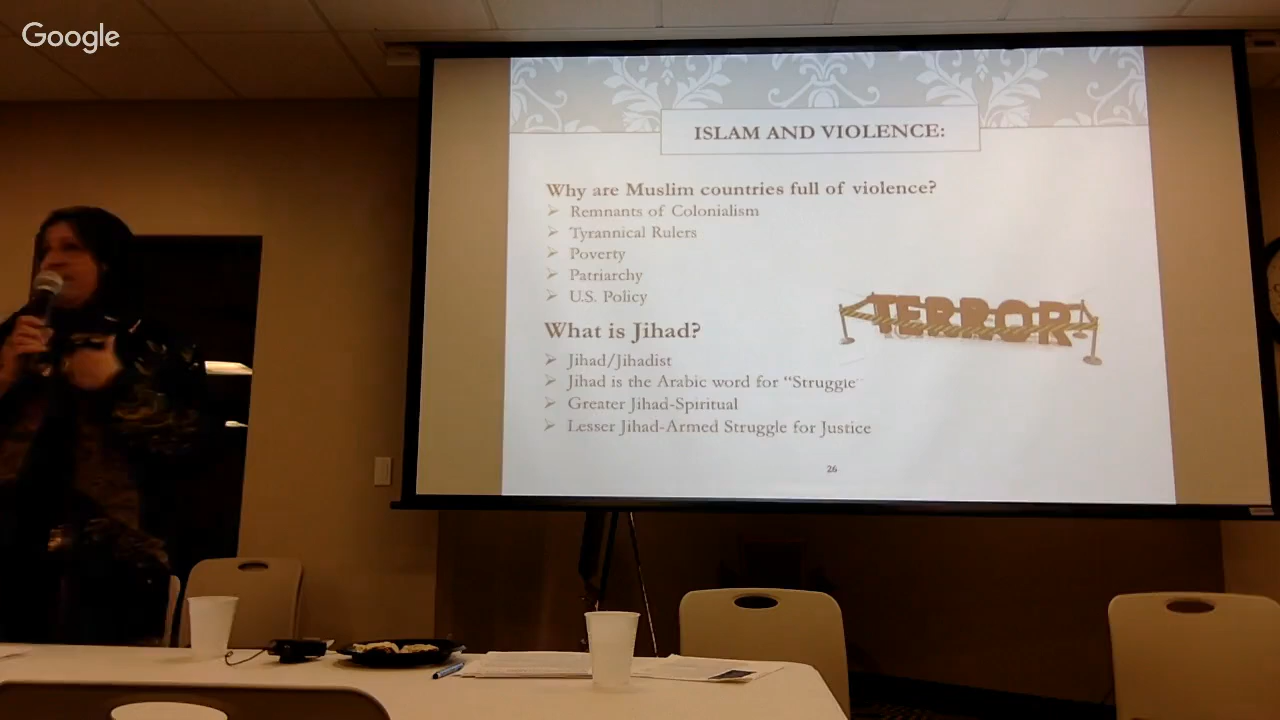 Google
ISLAM AND VIOLENCE:
Why are Muslim countries full of violence?
➢ Remnants of Colonialism
➢ Tyrannical Rulers
➢ Poverty
➢ Patriarchy
➢ U.S. Policy
TERROR
What is Jihad?
➢ Jihad/Jihadist
➢ Jihad is the Arabic word for “Struggle”
➢ Greater Jihad-Spiritual
➢ Lesser Jihad-Armed Struggle for Justice
26